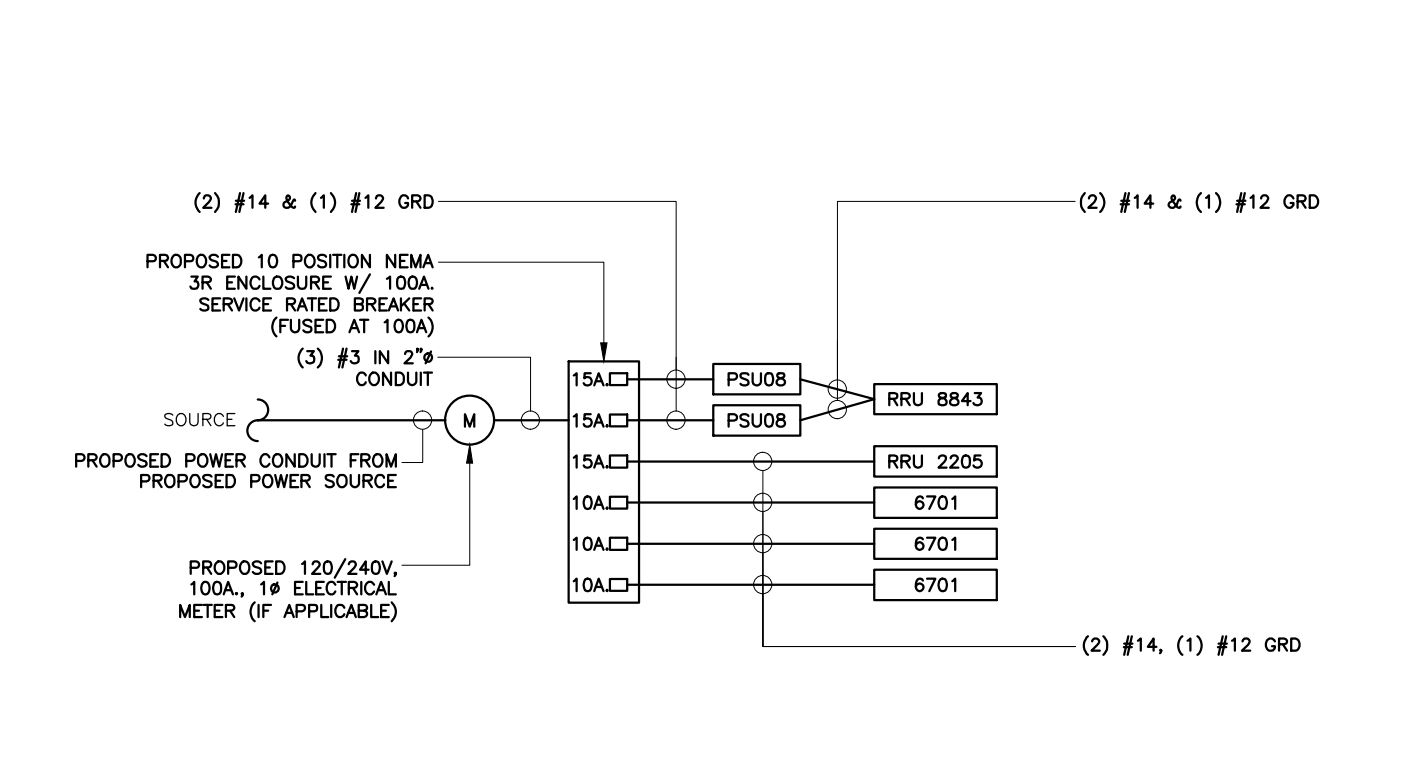 (2) #14 & (1) #12 GRD
(2) #14 & (1) #12 GRD
PROPOSED 10 POSITION NEMA
3R ENCLOSURE W/ 100A.
SERVICE RATED BREAKER
(FUSED AT 100A)
(3) #3 IN 2"ø
CONDUIT
SOURCE
M
PROPOSED POWER CONDUIT FROM
PROPOSED POWER SOURCE
PROPOSED 120/240V,
100A., 1ø ELECTRICAL
METER (IF APPLICABLE)
15A.
PSU08
15A.
PSU08
RRU 8843
15A.
RRU 2205
10A.
6701
10A.
6701
10A.
6701
(2) #14, (1) #12 GRD